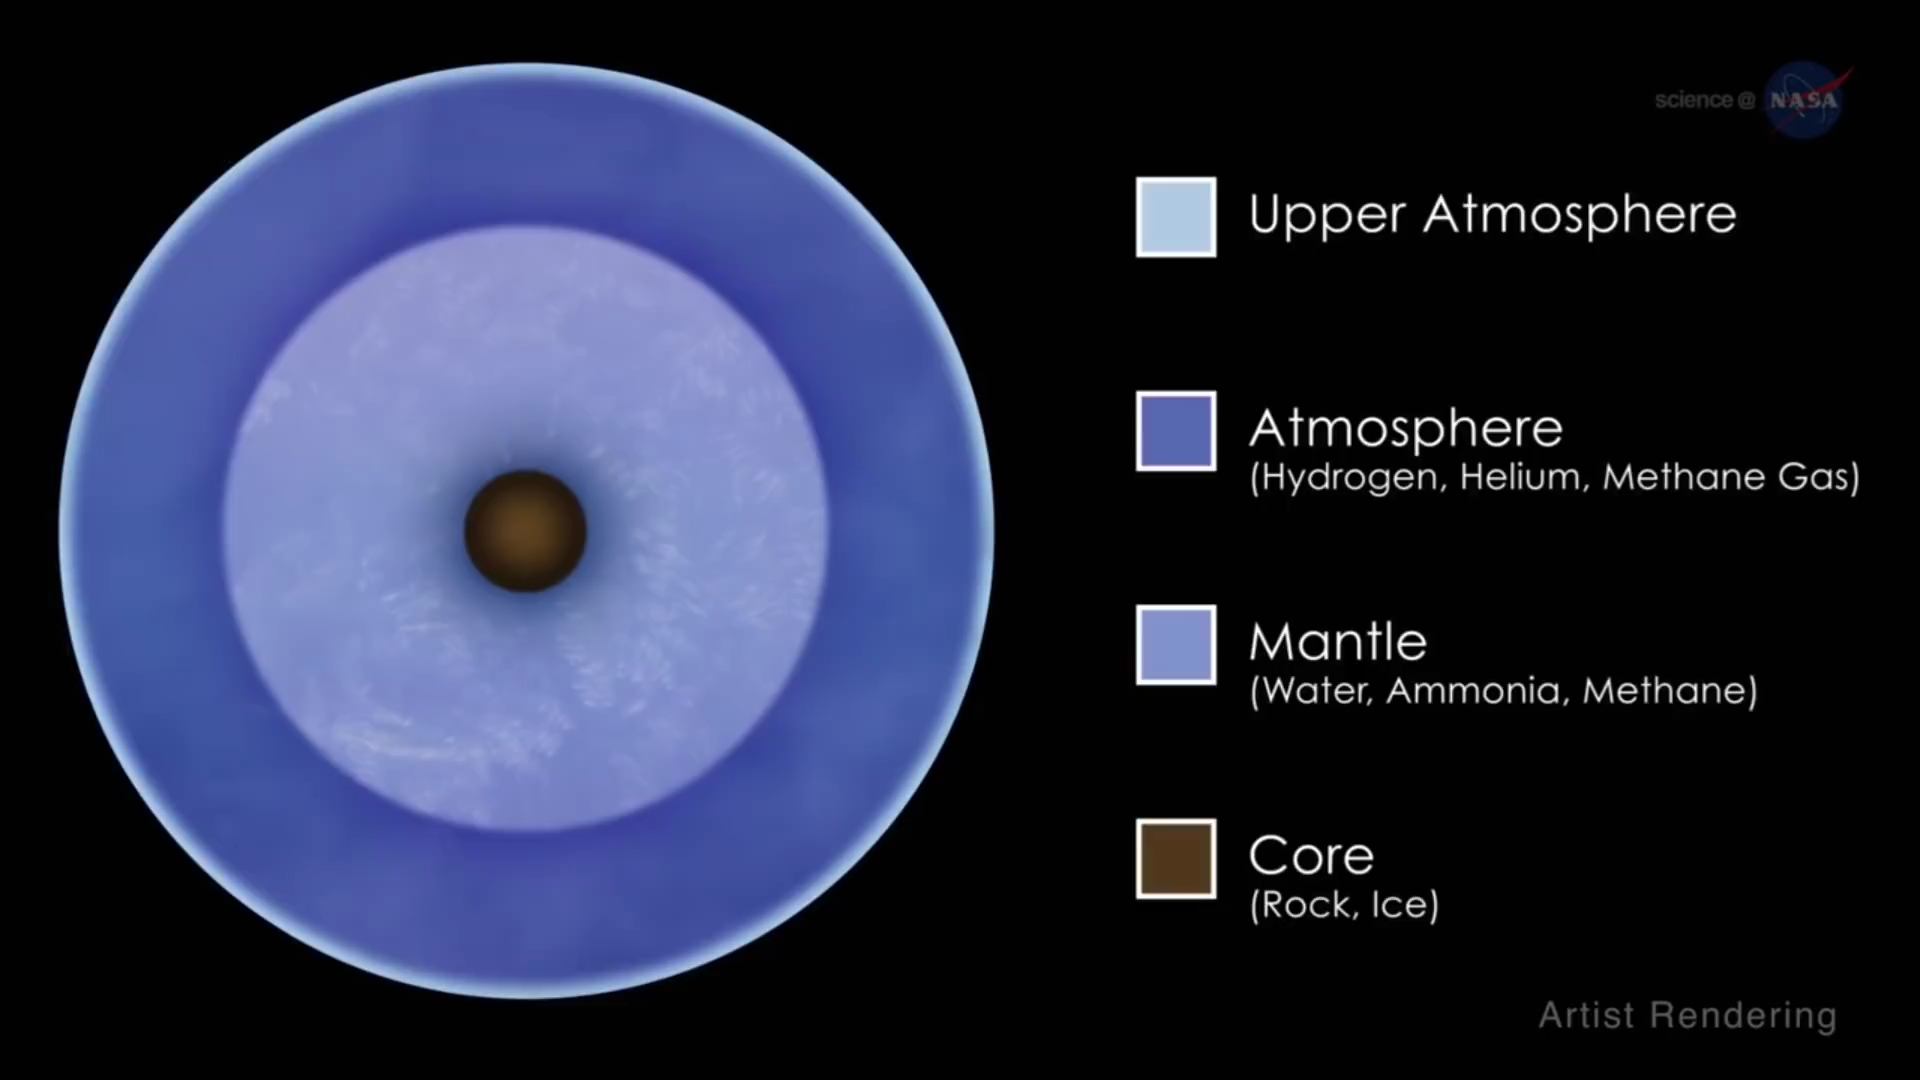 science @ NASA
Upper Atmosphere
Atmosphere
(Hydrogen, Helium, Methane Gas)
Mantle
(Water, Ammonia, Methane)
Core
(Rock, Ice)
Artist Rendering